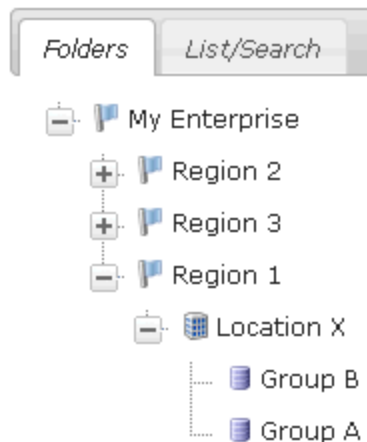 Folders List/Search
My Enterprise
Region 2
Region 3
Region 1
Location X
Group B
Group A